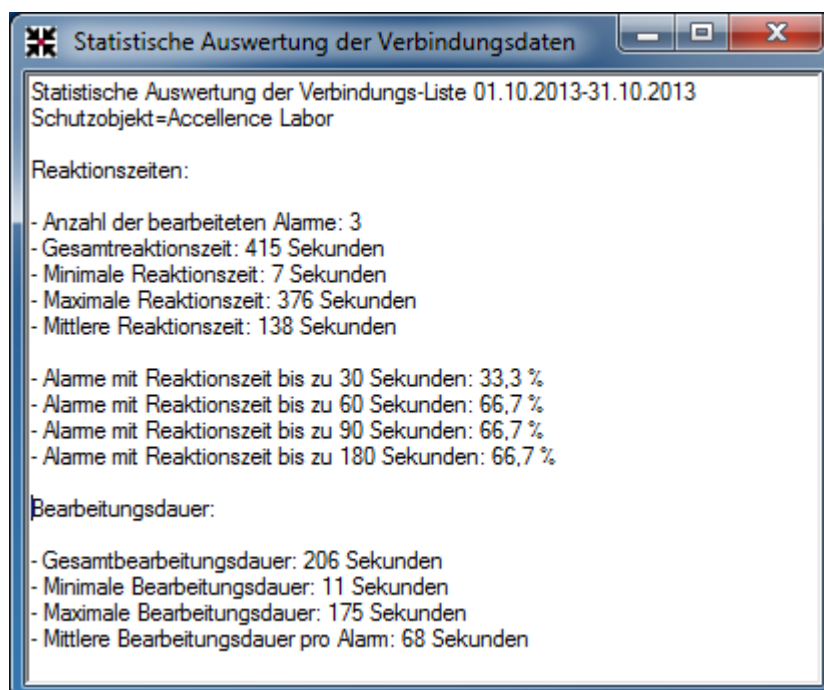 Statistische Auswertung der Verbindungsdaten
Statistische Auswertung der Verbindungs-Liste 01.10.2013-31.10.2013
Schutzobjekt=Accellence Labor
Reaktionszeiten:
- Anzahl der bearbeiteten Alarme: 3
- Gesamtreaktionszeit: 415 Sekunden
- Minimale Reaktionszeit: 7 Sekunden
- Maximale Reaktionszeit: 376 Sekunden
- Mittlere Reaktionszeit: 138 Sekunden
- Alarme mit Reaktionszeit bis zu 30 Sekunden: 33,3 %
- Alarme mit Reaktionszeit bis zu 60 Sekunden: 66,7 %
- Alarme mit Reaktionszeit bis zu 90 Sekunden: 66,7 %
- Alarme mit Reaktionszeit bis zu 180 Sekunden: 66,7 %
Bearbeitungsdauer:
- Gesamtbearbeitungsdauer: 206 Sekunden
- Minimale Bearbeitungsdauer: 11 Sekunden
- Maximale Bearbeitungsdauer: 175 Sekunden
- Mittlere Bearbeitungsdauer pro Alarm: 68 Sekunden